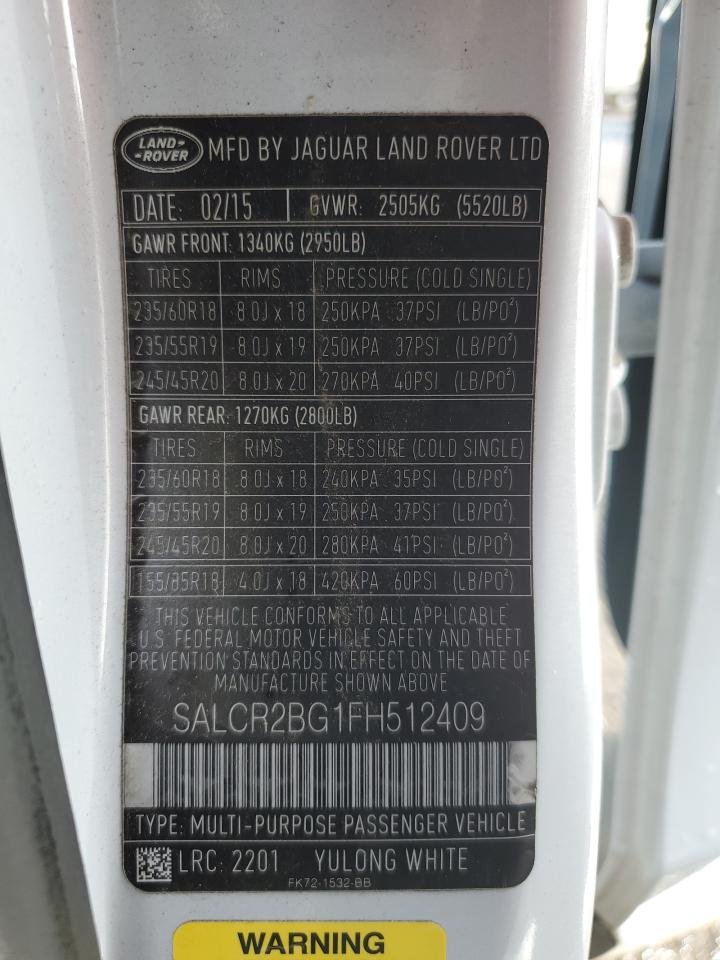 LAND-ROVER MFD BY JAGUAR LAND ROVER LTD
DATE: 02/15 GVWR: 2505KG (5520LB)
GAWR FRONT: 1340KG (2950LB)
TIRES RIMS PRESSURE (COLD SINGLE)
235/60R18 8.0J x 18 250KPA 37PSI (LB/PO²)
235/55R19 8.0J x 19 250KPA 37PSI (LB/PO²)
245/45R20 8.0J x 20 270KPA 40PSI (LB/PO²)
GAWR REAR: 1270KG (2800LB)
TIRES RIMS PRESSURE (COLD SINGLE)
235/60R18 8.0J x 18 240KPA 35PSI (LB/PO²)
235/55R19 8.0J x 19 250KPA 37PSI (LB/PO²)
245/45R20 8.0J x 20 280KPA 41PSI (LB/PO²)
155/85R18 4.0J x 18 420KPA 60PSI (LB/PO²)
THIS VEHICLE CONFORMS TO ALL APPLICABLE
U.S. FEDERAL MOTOR VEHICLE SAFETY AND THEFT
PREVENTION STANDARDS IN EFFECT ON THE DATE OF
MANUFACTURE SHOWN ABOVE
SALCR2BG1FH512409
TYPE: MULTI-PURPOSE PASSENGER VEHICLE
LRC: 2201 YULONG WHITE
FK72-1532-BB
WARNING